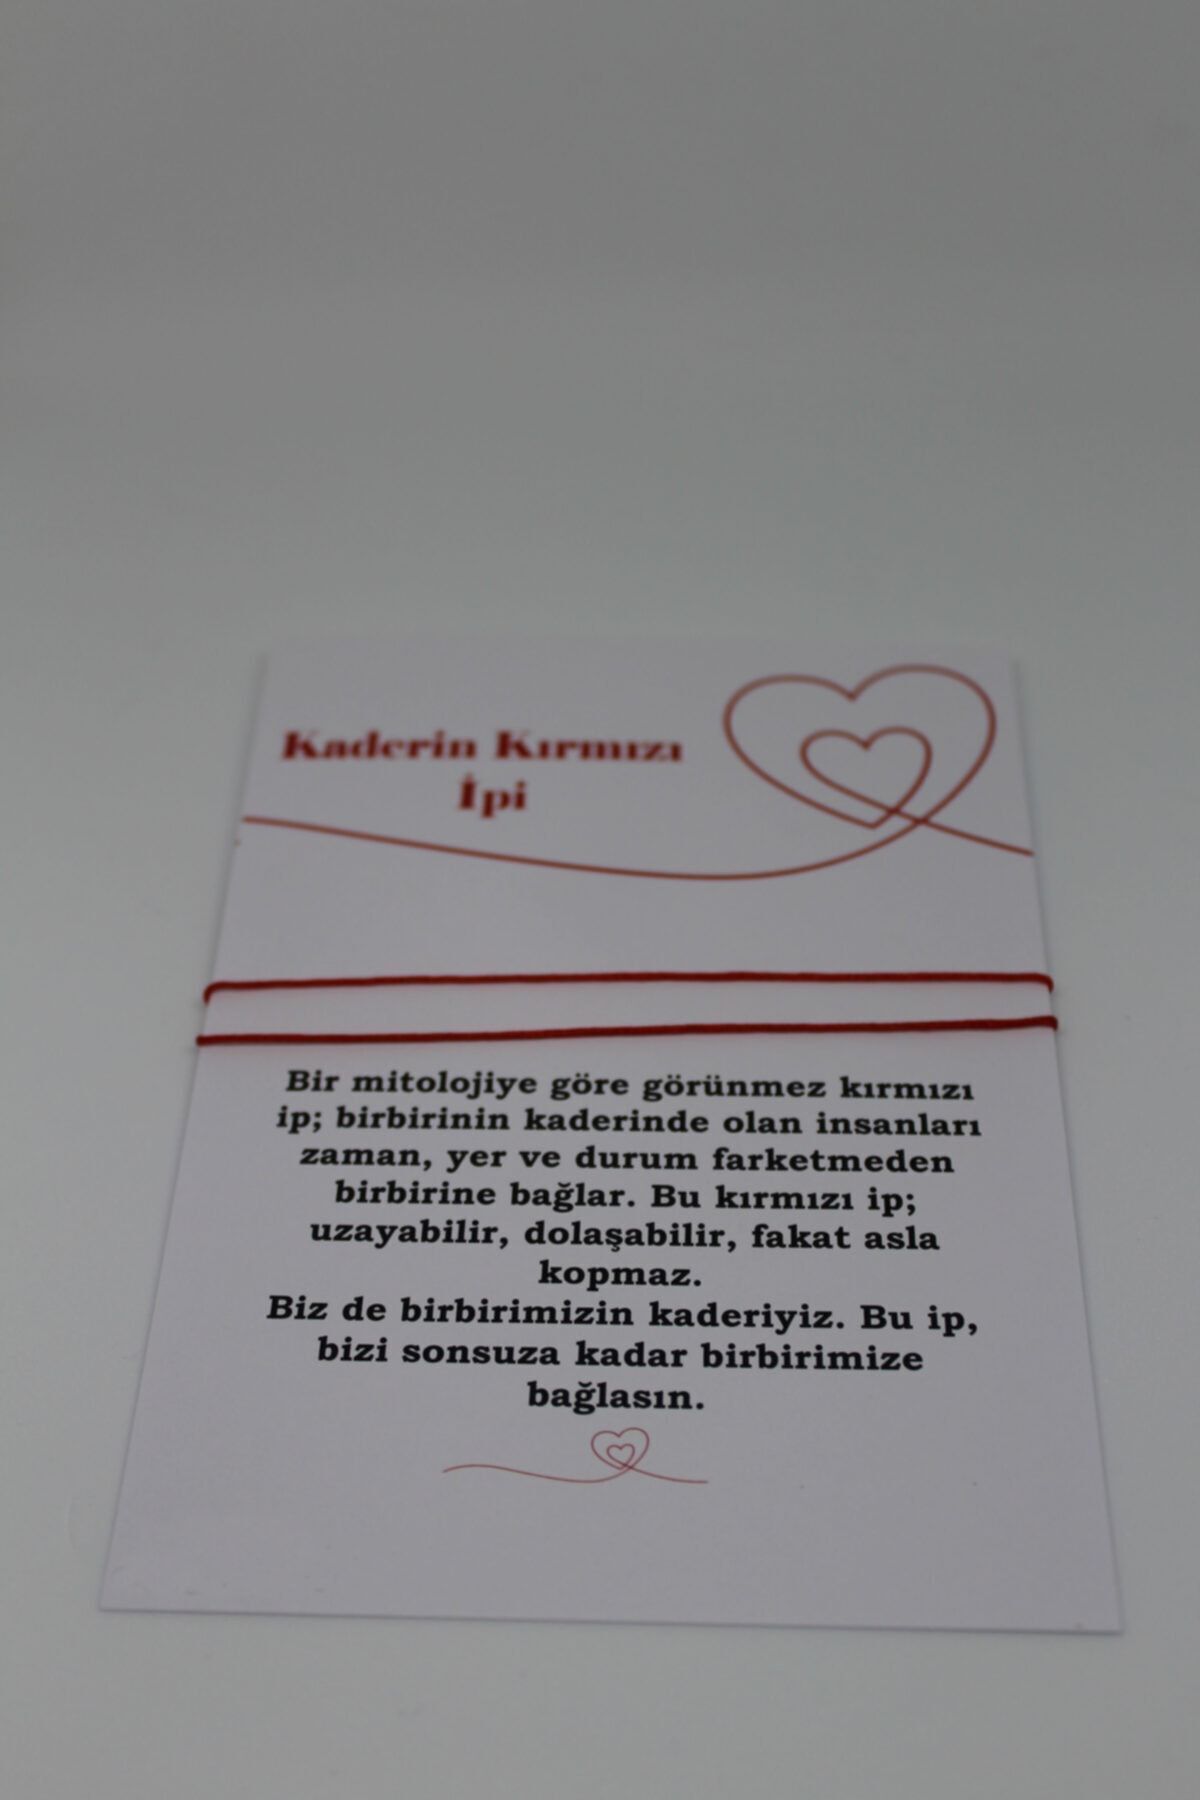 Kaderin Kırmızı
İpi
Bir mitolojiye göre görünmez kırmızı
ip; birbirinin kaderinde olan insanları
zaman, yer ve durum farketmeden
birbirine bağlar. Bu kırmızı ip;
uzayabilir, dolaşabilir, fakat asla
kopmaz.
Biz de birbirimizin kaderiyiz. Bu ip,
bizi sonsuza kadar birbirimize
bağlasın.